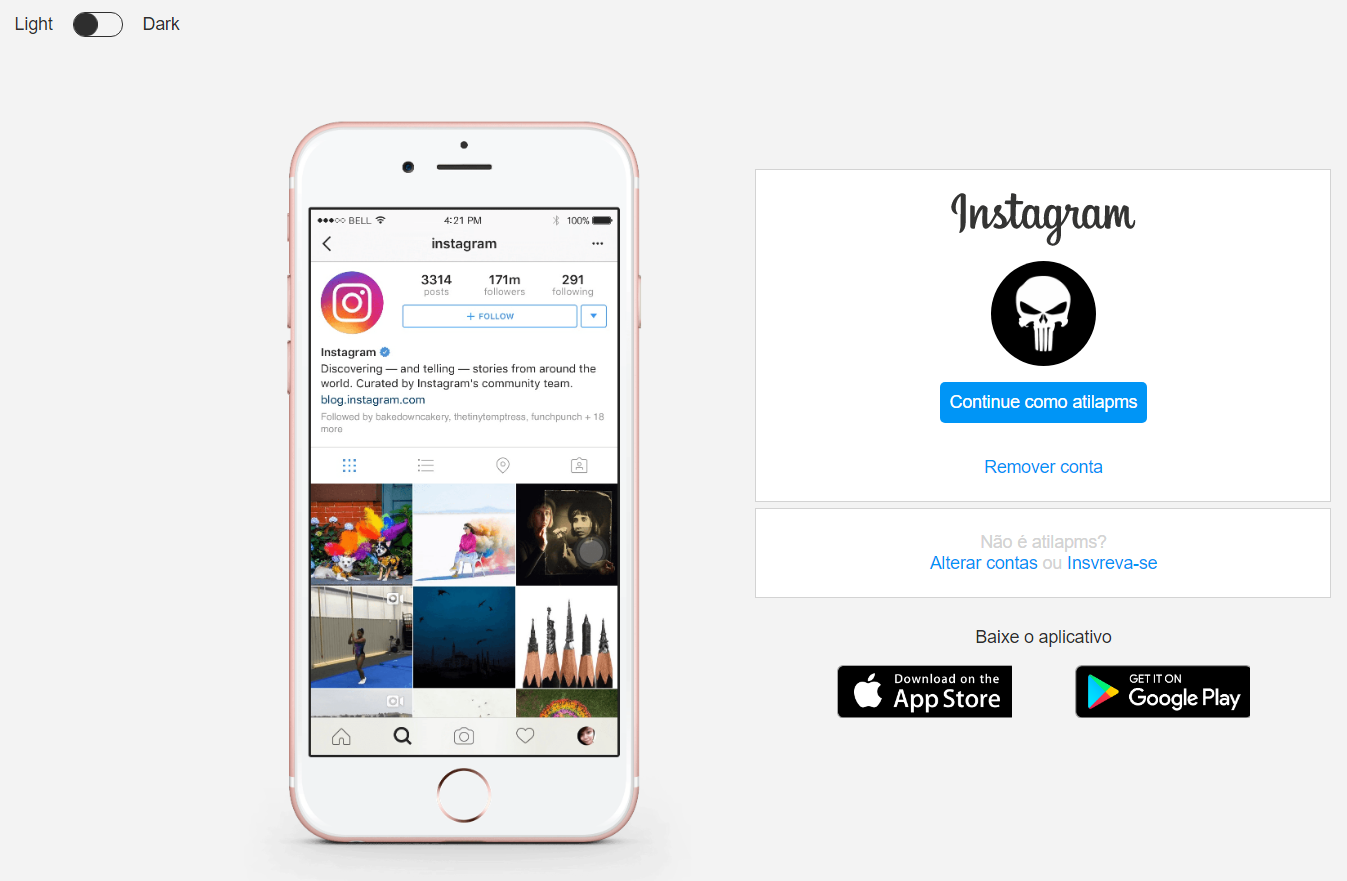 Light Dark
●●●○○ BELL 4:21 PM 100%
instagram
3314 171m 291
posts followers following
+ FOLLOW
Instagram
Discovering — and telling — stories from around the
world. Curated by Instagram's community team.
blog.instagram.com
Followed by bakedowncakery, thetinytemptress, funchpunch + 18
more
Instagram
Continue como atilapms
Remover conta
Não é atilapms?
Alterar contas ou Insvreva-se
Baixe o aplicativo
Download on the
App Store
GET IT ON
Google Play